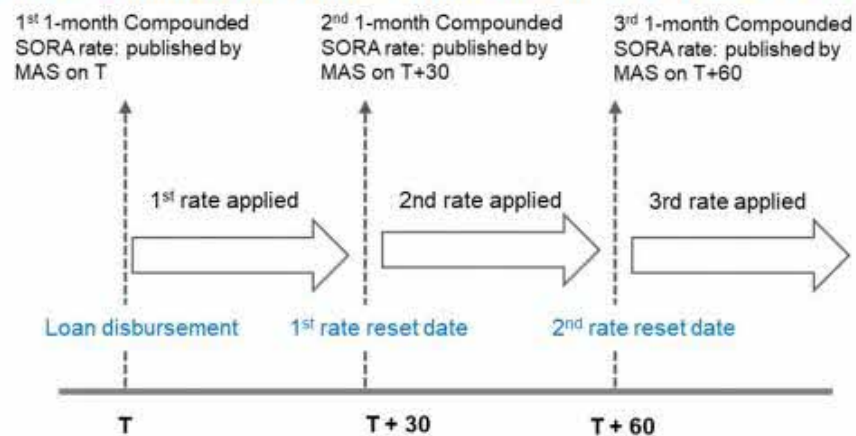 1st 1-month Compounded
SORA rate: published by
MAS on T
2nd 1-month Compounded
SORA rate: published by
MAS on T+30
3rd 1-month Compounded
SORA rate: published by
MAS on T+60
1st rate applied
2nd rate applied
3rd rate applied
Loan disbursement
1st rate reset date
2nd rate reset date
T
T + 30
T + 60